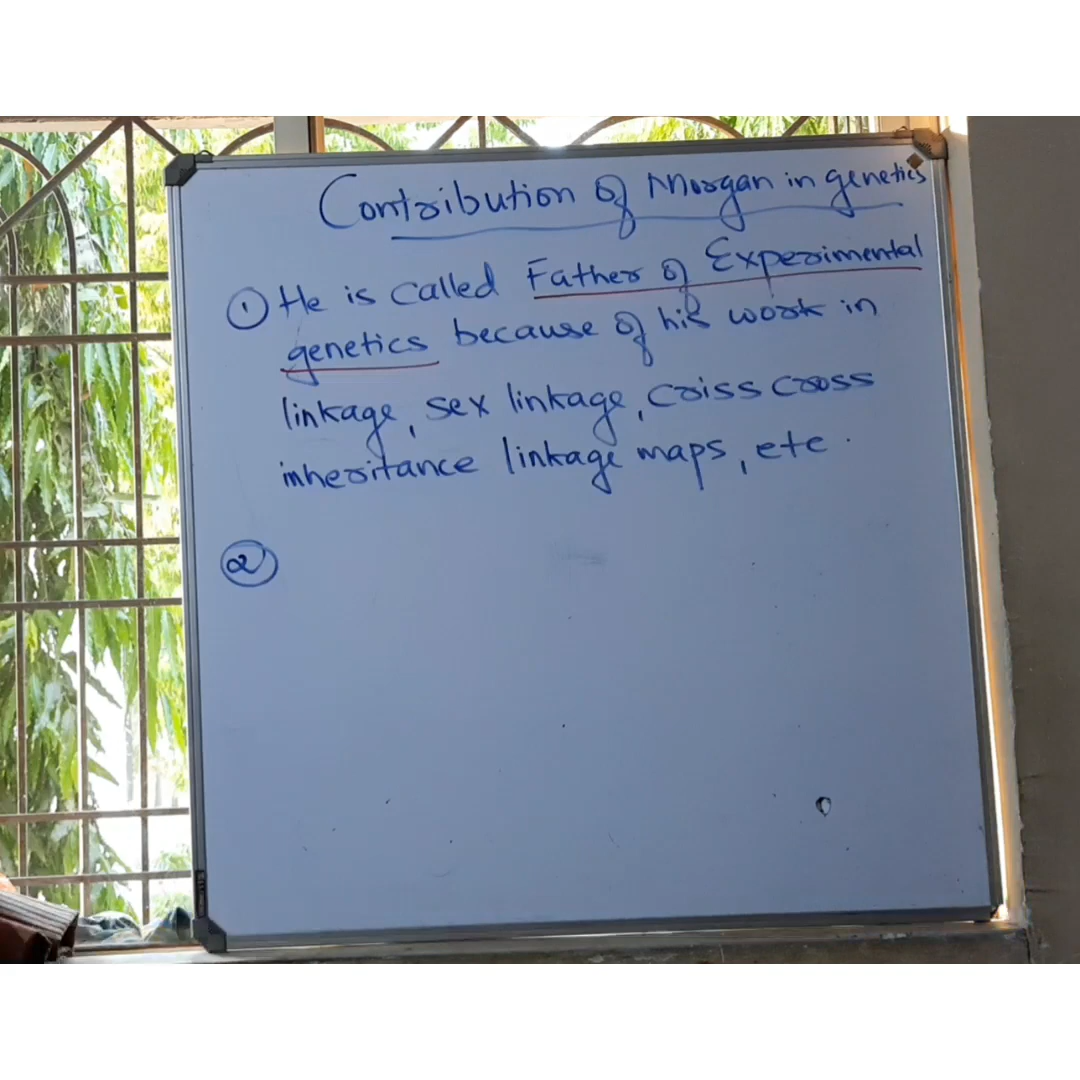 Contribution of Morgan in genetics
① He is called Father of Experimental
genetics because of his work in
linkage, sex linkage, criss cross
inheritance linkage maps, etc.
②